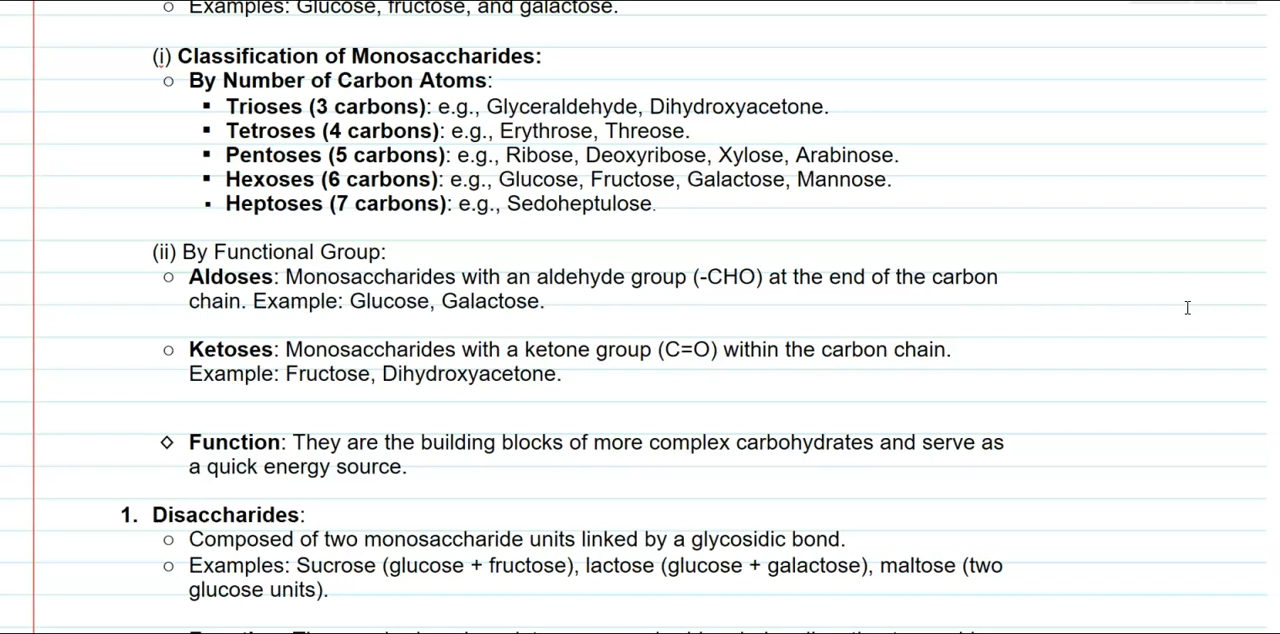 ○ Examples: Glucose, fructose, and galactose.
(i) Classification of Monosaccharides:
○ By Number of Carbon Atoms:
▪ Trioses (3 carbons): e.g., Glyceraldehyde, Dihydroxyacetone.
▪ Tetroses (4 carbons): e.g., Erythrose, Threose.
▪ Pentoses (5 carbons): e.g., Ribose, Deoxyribose, Xylose, Arabinose.
▪ Hexoses (6 carbons): e.g., Glucose, Fructose, Galactose, Mannose.
▪ Heptoses (7 carbons): e.g., Sedoheptulose.
(ii) By Functional Group:
○ Aldoses: Monosaccharides with an aldehyde group (-CHO) at the end of the carbon
chain. Example: Glucose, Galactose.
○ Ketoses: Monosaccharides with a ketone group (C=O) within the carbon chain.
Example: Fructose, Dihydroxyacetone.
◇ Function: They are the building blocks of more complex carbohydrates and serve as
a quick energy source.
1. Disaccharides:
○ Composed of two monosaccharide units linked by a glycosidic bond.
○ Examples: Sucrose (glucose + fructose), lactose (glucose + galactose), maltose (two
glucose units).